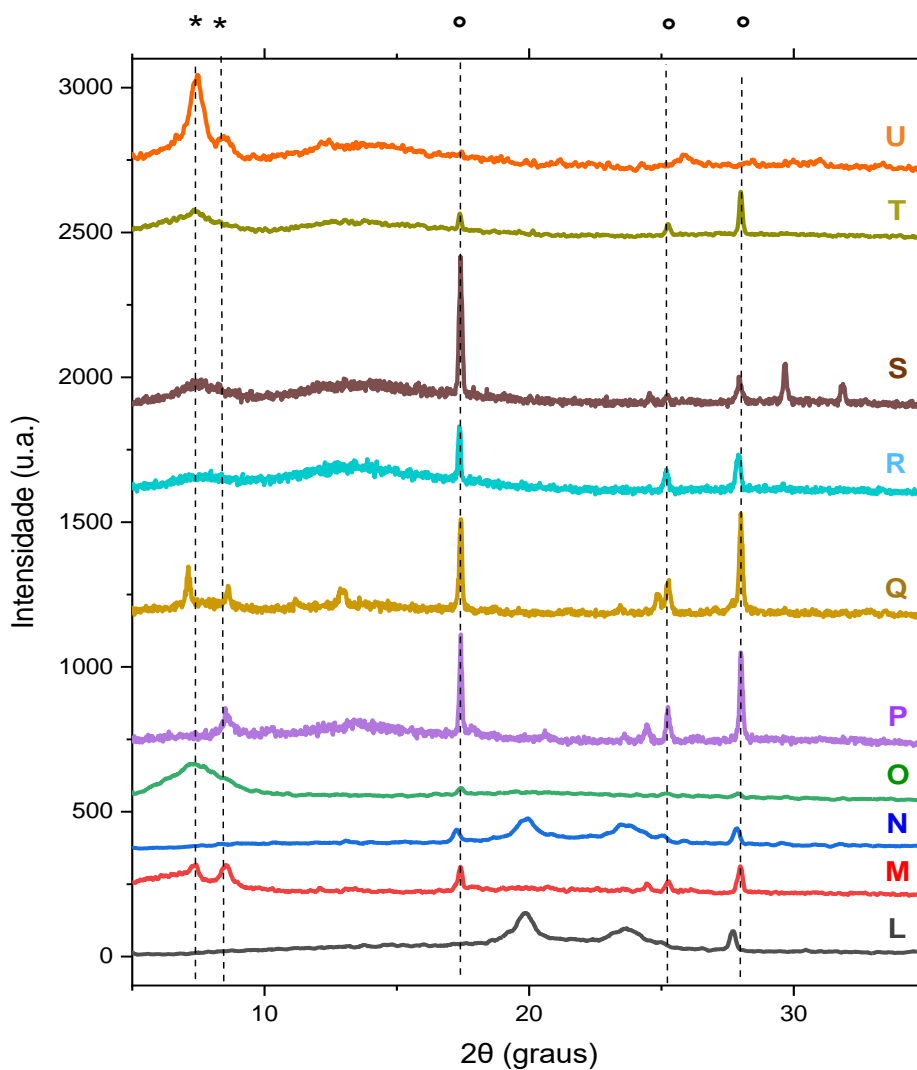 * * o o o
3000
2500
2000
1500
1000
500
0
Intensidade (u.a.)
U
T
S
R
Q
P
O
N
M
L
10 20 30
2θ (graus)